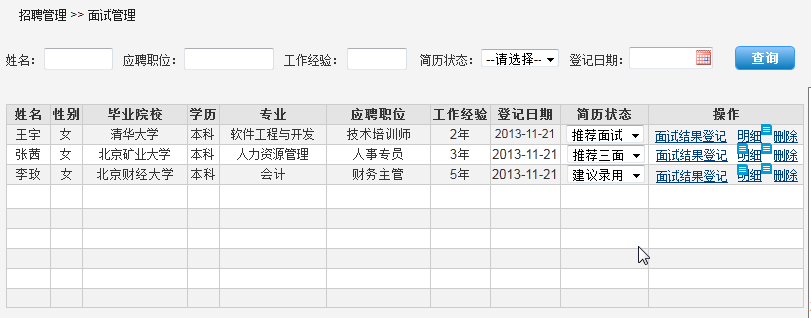 招聘管理 >> 面试管理
姓名： 应聘职位： 工作经验： 简历状态： --请选择-- 登记日期： 查询
姓名 性别 毕业院校 学历 专业 应聘职位 工作经验 登记日期 简历状态 操作
王宇 女 清华大学 本科 软件工程与开发 技术培训师 2年 2013-11-21 推荐面试 面试结果登记 明细 删除
张茜 女 北京矿业大学 本科 人力资源管理 人事专员 3年 2013-11-21 推荐三面 面试结果登记 明细 删除
李玫 女 北京财经大学 本科 会计 财务主管 5年 2013-11-21 建议录用 面试结果登记 明细 删除